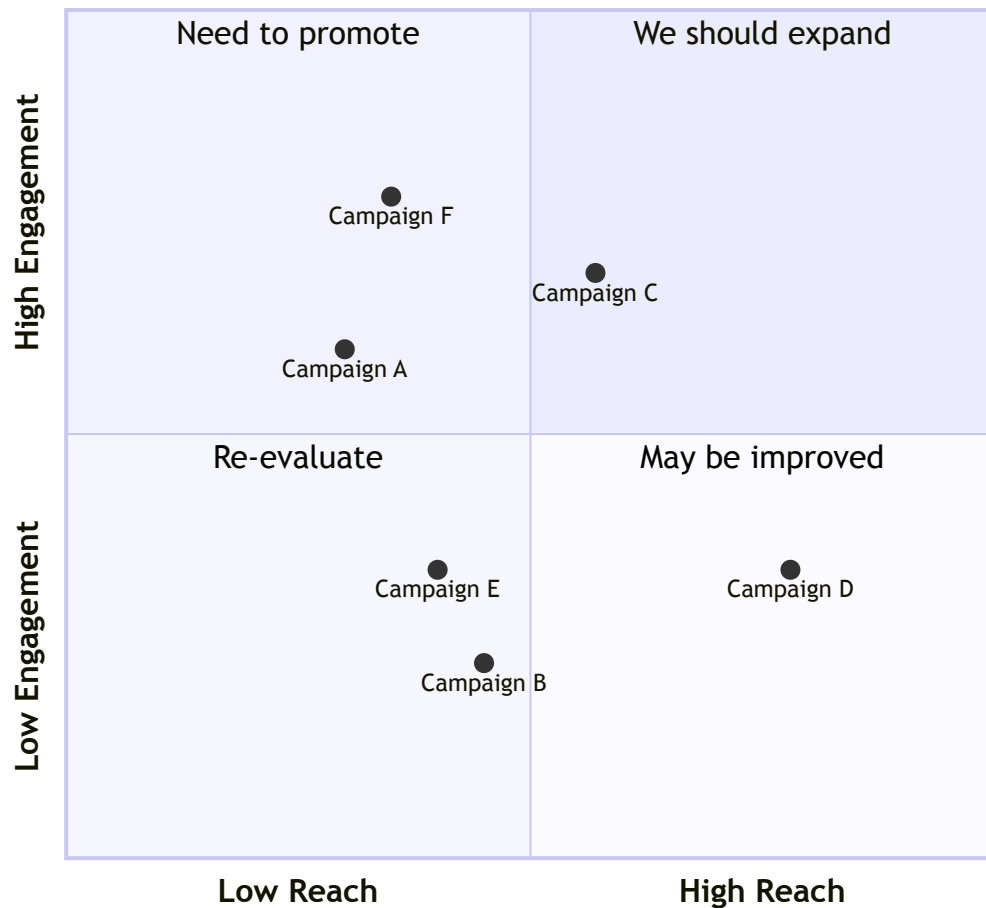 Need to promote
We should expand
High Engagement
Campaign F
Campaign C
Campaign A
Re-evaluate
May be improved
Low Engagement
Campaign E
Campaign D
Campaign B
Low Reach
High Reach